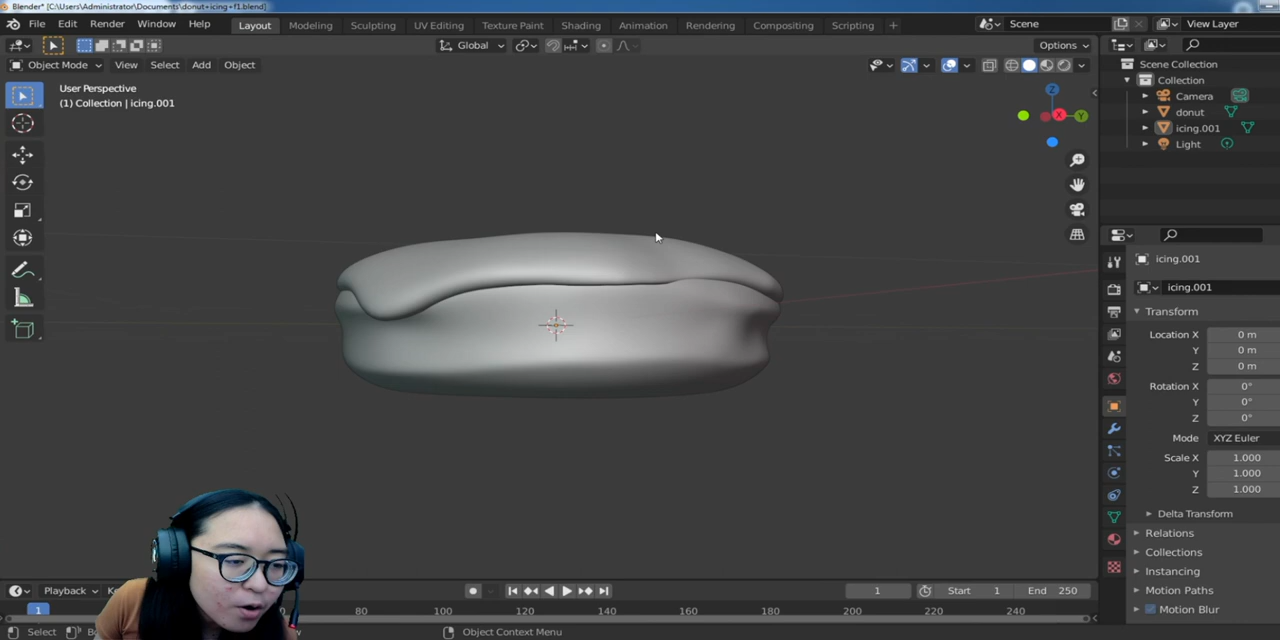 Blender* [C:\Users\Administrator\Documents\donut+icing+f1.blend]
File Edit Render Window Help
Layout Modeling Sculpting UV Editing Texture Paint Shading Animation Rendering Compositing Scripting +
Scene View Layer
Global Options
Object Mode View Select Add Object
User Perspective
(1) Collection | icing.001
Z
X
Y
Scene Collection
Collection
Camera
donut
icing.001
Light
icing.001
icing.001
Transform
Location X 0 m
Y 0 m
Z 0 m
Rotation X 0°
Y 0°
Z 0°
Mode XYZ Euler
Scale X 1.000
Y 1.000
Z 1.000
Delta Transform
Relations
Collections
Instancing
Motion Paths
Motion Blur
Playback 1 Start 1 End 250
1 80 100 120 140 160 180 200 220 240
Select Object Context Menu